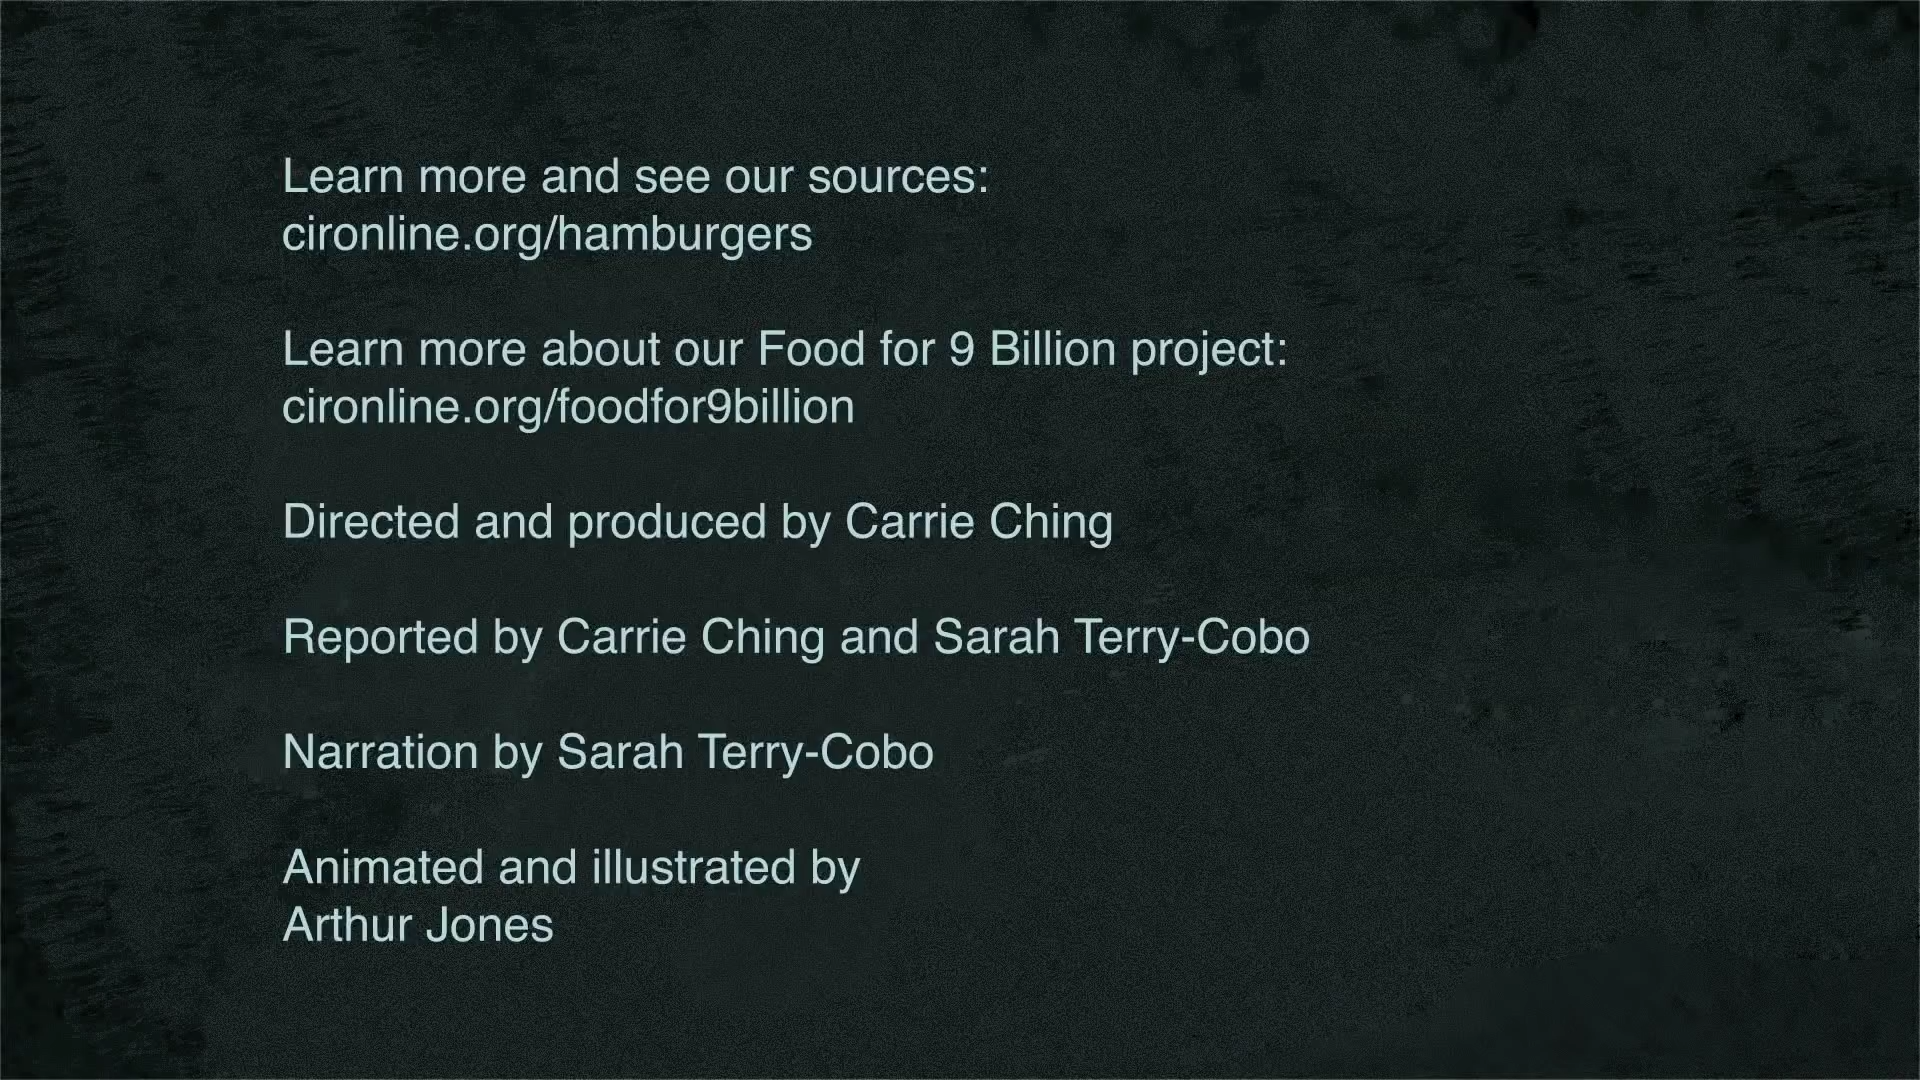 Learn more and see our sources:
cironline.org/hamburgers
Learn more about our Food for 9 Billion project:
cironline.org/foodfor9billion
Directed and produced by Carrie Ching
Reported by Carrie Ching and Sarah Terry-Cobo
Narration by Sarah Terry-Cobo
Animated and illustrated by
Arthur Jones